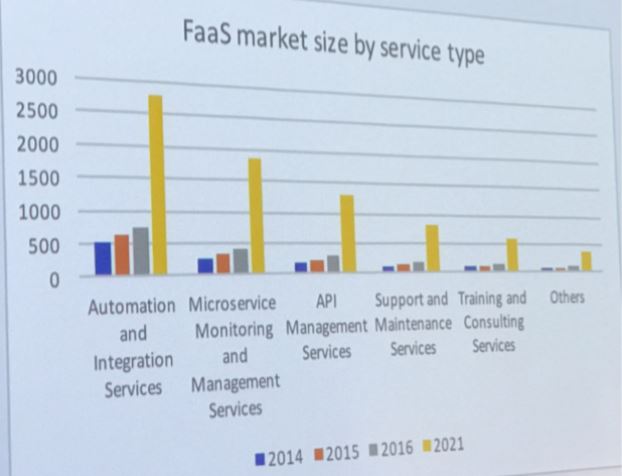 FaaS market size by service type
3000
2500
2000
1500
1000
500
0
Automation
and
Integration
Services
Microservice
Monitoring
and
Management
Services
API
Management
Services
Support and
Maintenance
Services
Training and
Consulting
Services
Others
2014 2015 2016 2021